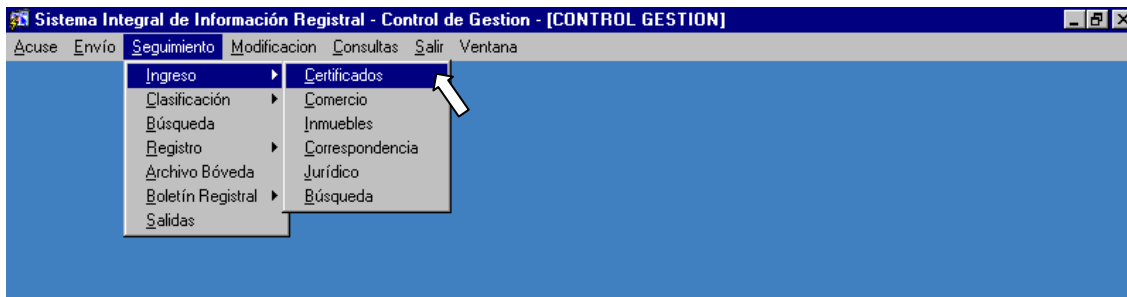 Sistema Integral de Información Registral - Control de Gestion - [CONTROL GESTION]
Acuse Envío Seguimiento Modificacion Consultas Salir Ventana
Ingreso Certificados
Clasificación Comercio
Búsqueda Inmuebles
Registro Correspondencia
Archivo Bóveda Jurídico
Boletín Registral Búsqueda
Salidas